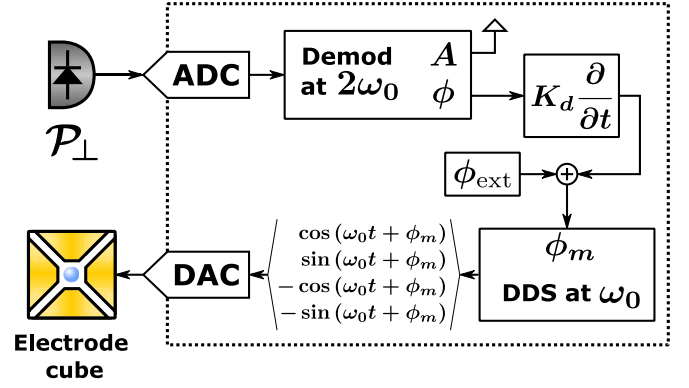 ADC
Demod
at 2ω₀
A
ϕ
K_d ∂/∂t
𝒫_⊥
ϕ_ext
+
ϕ_m
DDS at ω₀
cos (ω₀t + ϕ_m)
sin (ω₀t + ϕ_m)
− cos (ω₀t + ϕ_m)
− sin (ω₀t + ϕ_m)
DAC
Electrode
cube